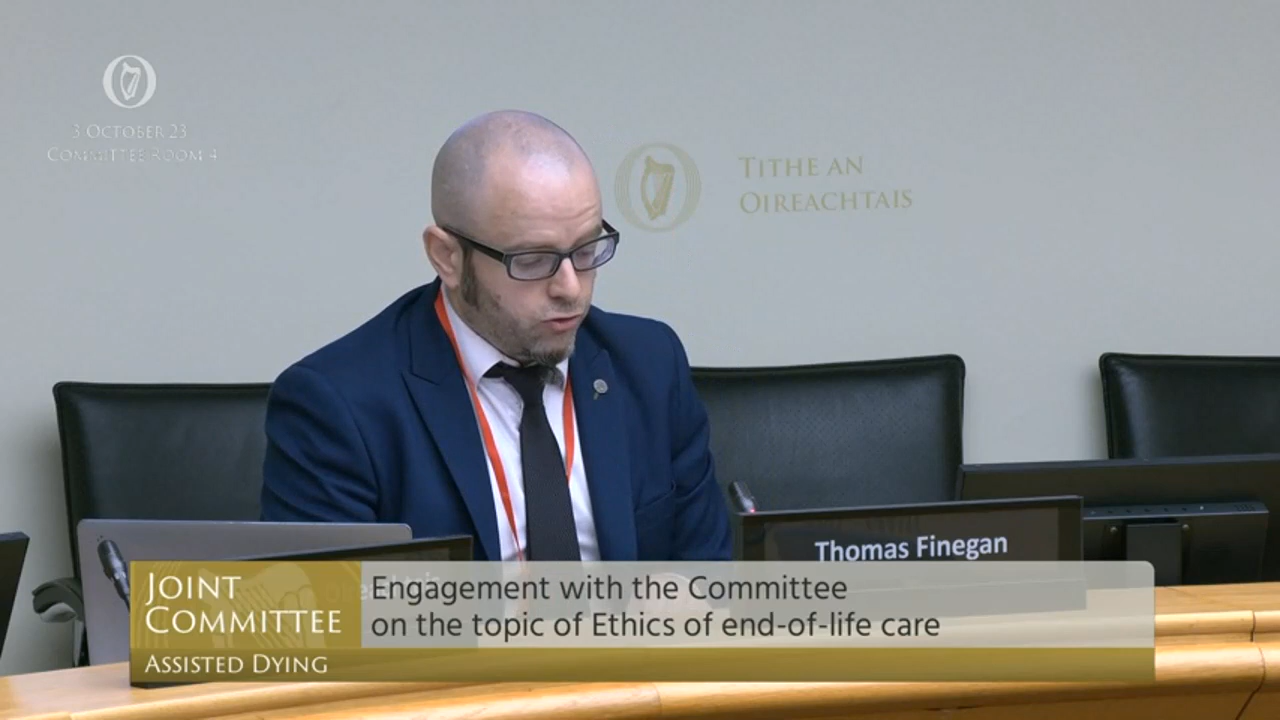 3 October 23
Committee Room 4
Tithe an
Oireachtais
Thomas Finegan
Joint
Committee
Engagement with the Committee
on the topic of Ethics of end-of-life care
Assisted Dying